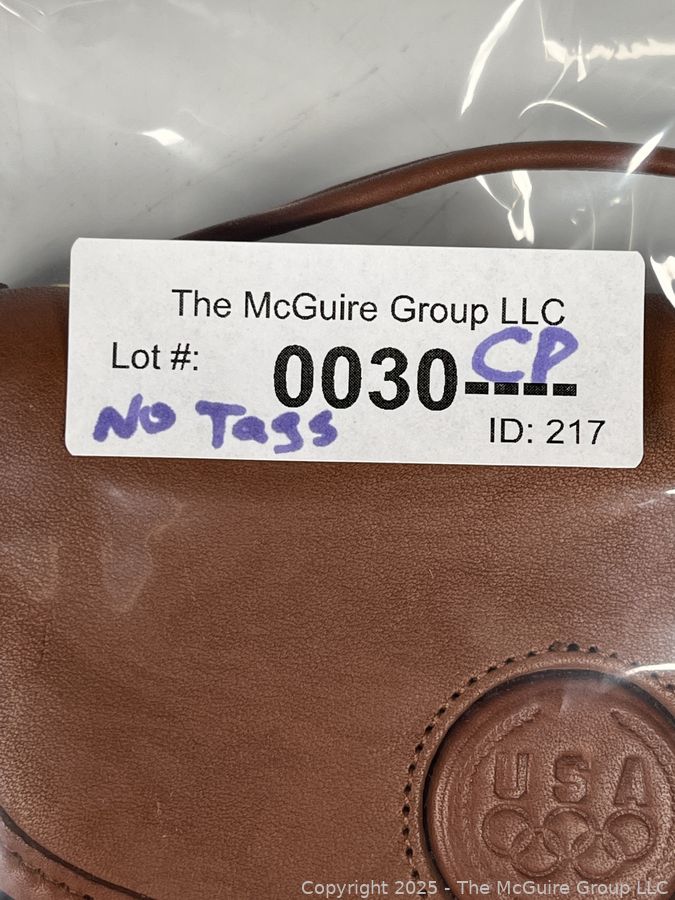 The McGuire Group LLC
Lot #: 0030---- CP
No Tags
ID: 217
USA
Copyright 2025 - The McGuire Group LLC